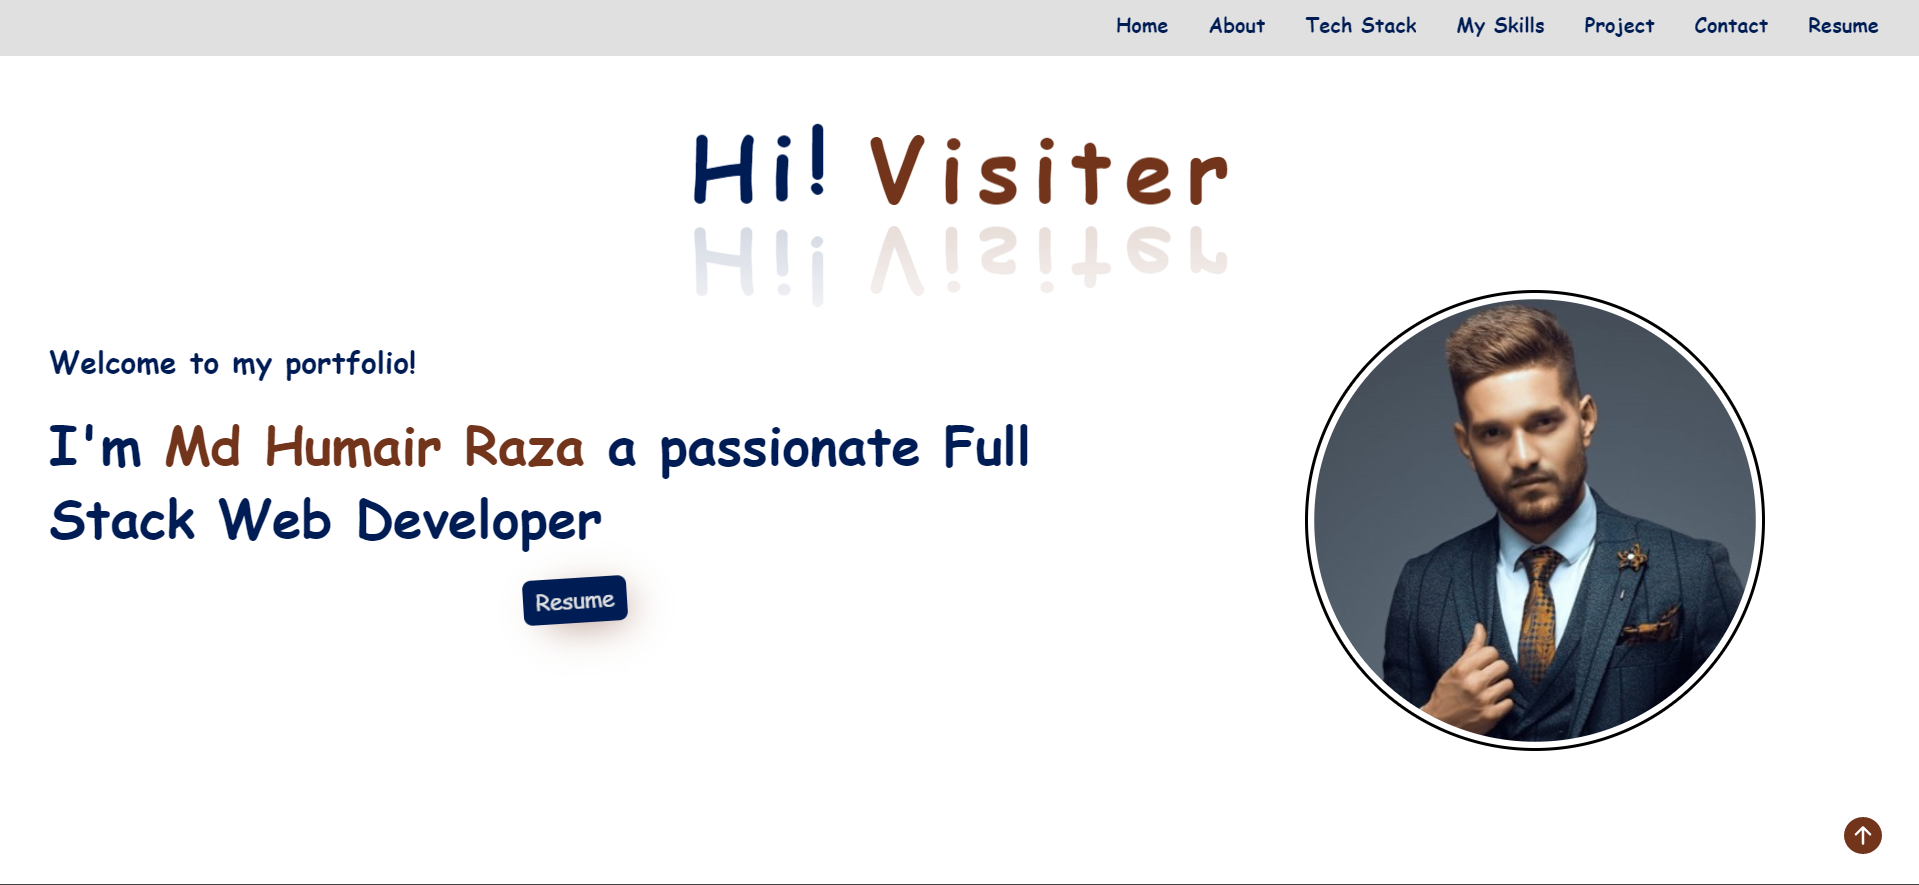 Home About Tech Stack My Skills Project Contact Resume
Hi! Visiter
Welcome to my portfolio!
I'm Md Humair Raza a passionate Full
Stack Web Developer
Resume